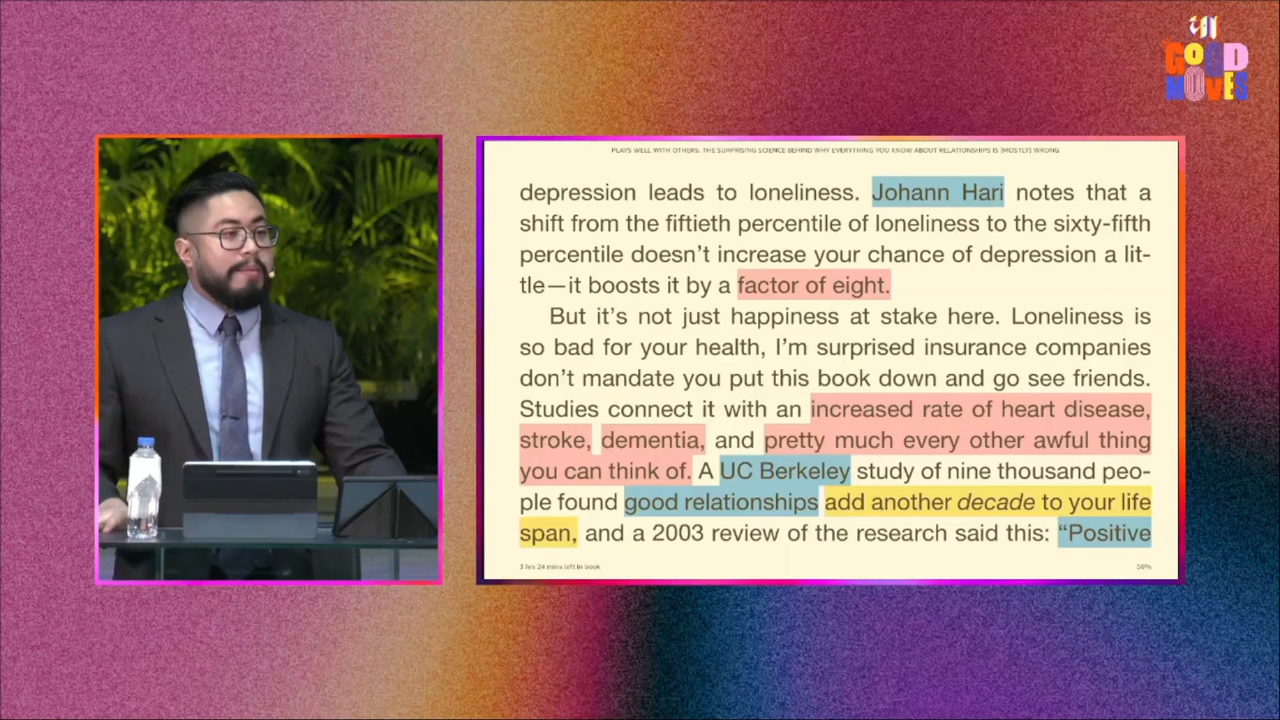 GOOD
MOVES
PLAYS WELL WITH OTHERS: THE SURPRISING SCIENCE BEHIND WHY EVERYTHING YOU KNOW ABOUT RELATIONSHIPS IS (MOSTLY) WRONG
depression leads to loneliness. Johann Hari notes that a
shift from the fiftieth percentile of loneliness to the sixty-fifth
percentile doesn’t increase your chance of depression a lit-
tle—it boosts it by a factor of eight.
But it’s not just happiness at stake here. Loneliness is
so bad for your health, I’m surprised insurance companies
don’t mandate you put this book down and go see friends.
Studies connect it with an increased rate of heart disease,
stroke, dementia, and pretty much every other awful thing
you can think of. A UC Berkeley study of nine thousand peo-
ple found good relationships add another decade to your life
span, and a 2003 review of the research said this: “Positive
3 hrs 24 mins left in book
56%